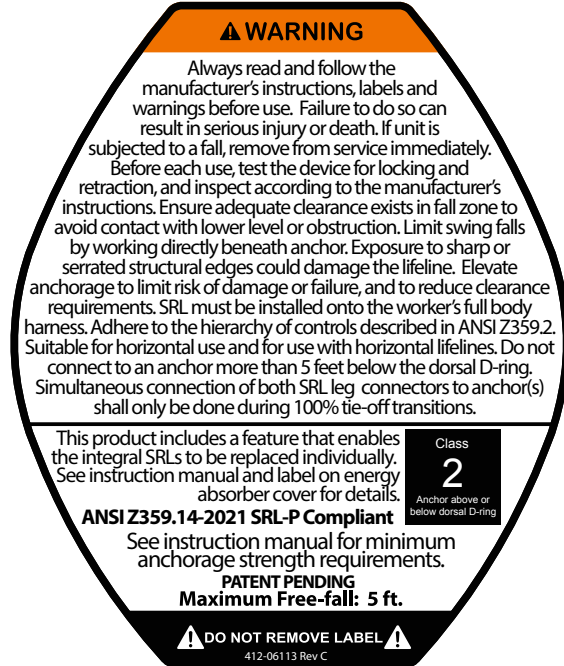 WARNING
Always read and follow the
manufacturer's instructions, labels and
warnings before use. Failure to do so can
result in serious injury or death. If unit is
subjected to a fall, remove from service immediately.
Before each use, test the device for locking and
retraction, and inspect according to the manufacturer's
instructions. Ensure adequate clearance exists in fall zone to
avoid contact with lower level or obstruction. Limit swing falls
by working directly beneath anchor. Exposure to sharp or
serrated structural edges could damage the lifeline. Elevate
anchorage to limit risk of damage or failure, and to reduce clearance
requirements. SRL must be installed onto the worker's full body
harness. Adhere to the hierarchy of controls described in ANSI Z359.2.
Suitable for horizontal use and for use with horizontal lifelines. Do not
connect to an anchor more than 5 feet below the dorsal D-ring.
Simultaneous connection of both SRL leg connectors to anchor(s)
shall only be done during 100% tie-off transitions.
This product includes a feature that enables
the integral SRLs to be replaced individually.
See instruction manual and label on energy
absorber cover for details.
ANSI Z359.14-2021 SRL-P Compliant
Class
2
Anchor above or
below dorsal D-ring
See instruction manual for minimum
anchorage strength requirements.
PATENT PENDING
Maximum Free-fall: 5 ft.
DO NOT REMOVE LABEL
412-06113 Rev C